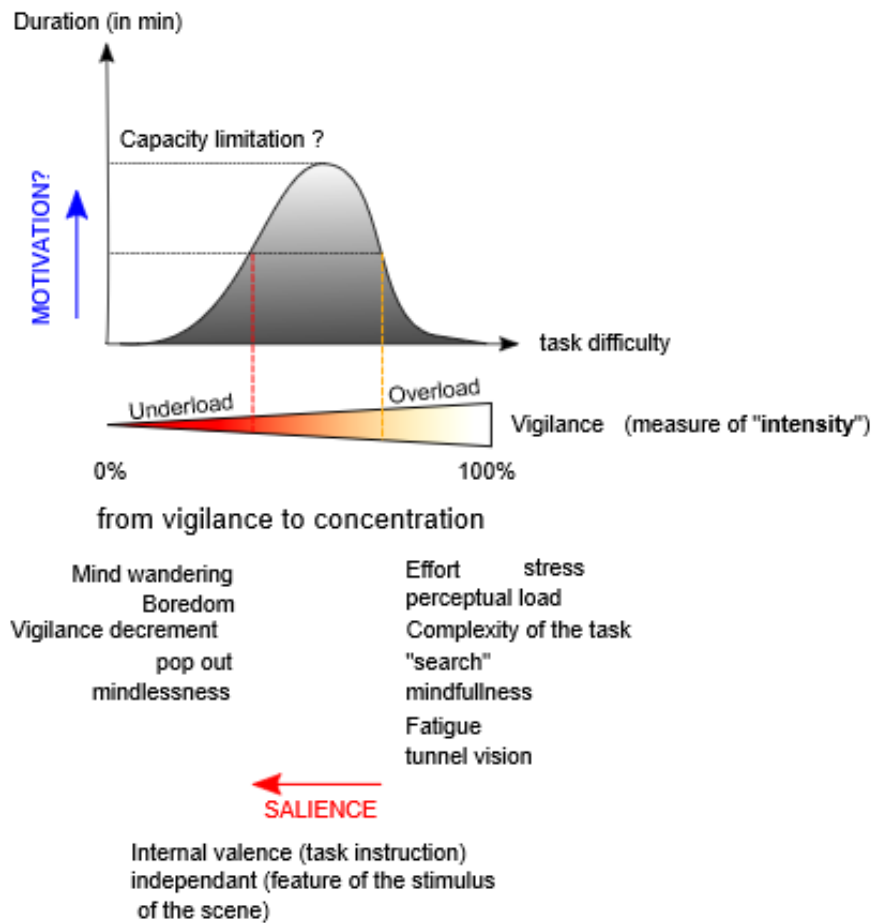 Duration (in min)
Capacity limitation ?
MOTIVATION?
task difficulty
Underload
Overload
Vigilance (measure of "intensity")
0%
100%
from vigilance to concentration
Mind wandering
Boredom
Vigilance decrement
pop out
mindlessness
Effort stress
perceptual load
Complexity of the task
"search"
mindfullness
Fatigue
tunnel vision
SALIENCE
Internal valence (task instruction)
independant (feature of the stimulus
of the scene)